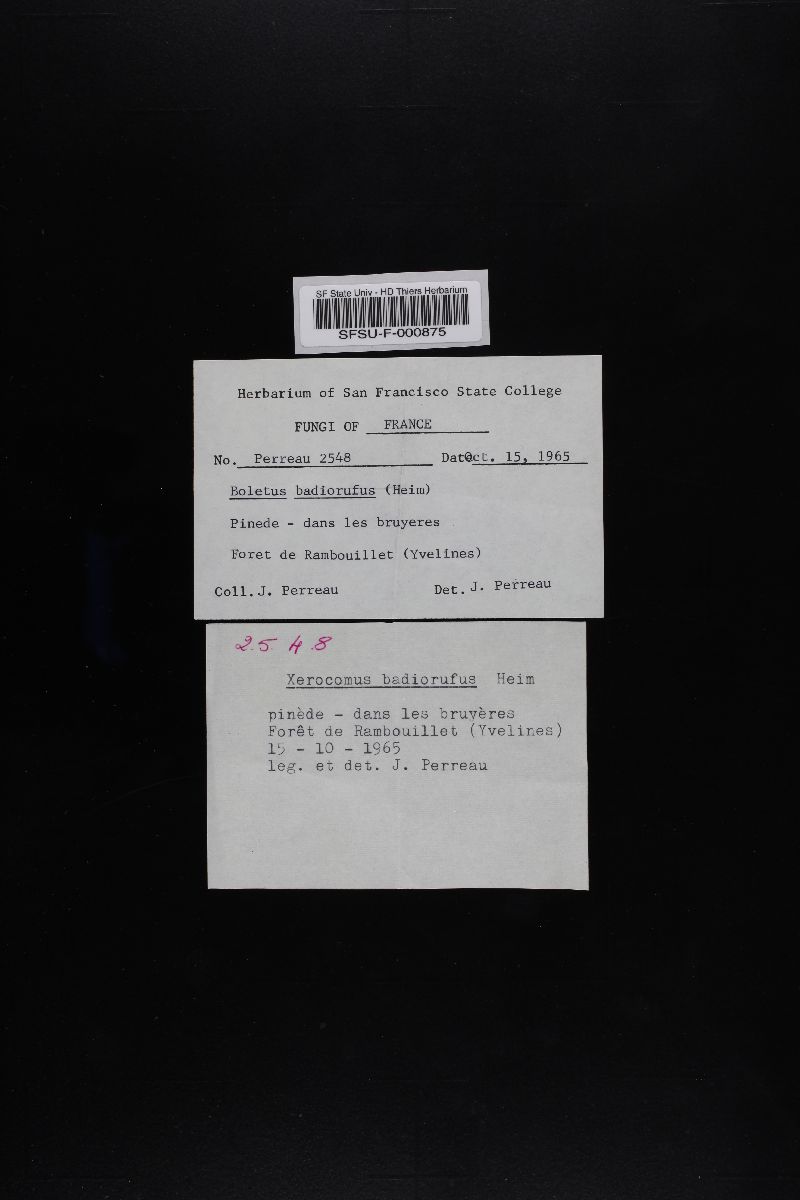 SF State Univ - HD Thiers Herbarium
SFSU-F-000875
Herbarium of San Francisco State College
FUNGI OF FRANCE
No. Perreau 2548 Date Oct. 15, 1965
Boletus badiorufus (Heim)
Pinede - dans les bruyeres
Foret de Rambouillet (Yvelines)
Coll. J. Perreau Det. J. Perreau
2548
Xerocomus badiorufus Heim
pinède - dans les bruyères
Forêt de Rambouillet (Yvelines)
15 - 10 - 1965
leg. et det. J. Perreau